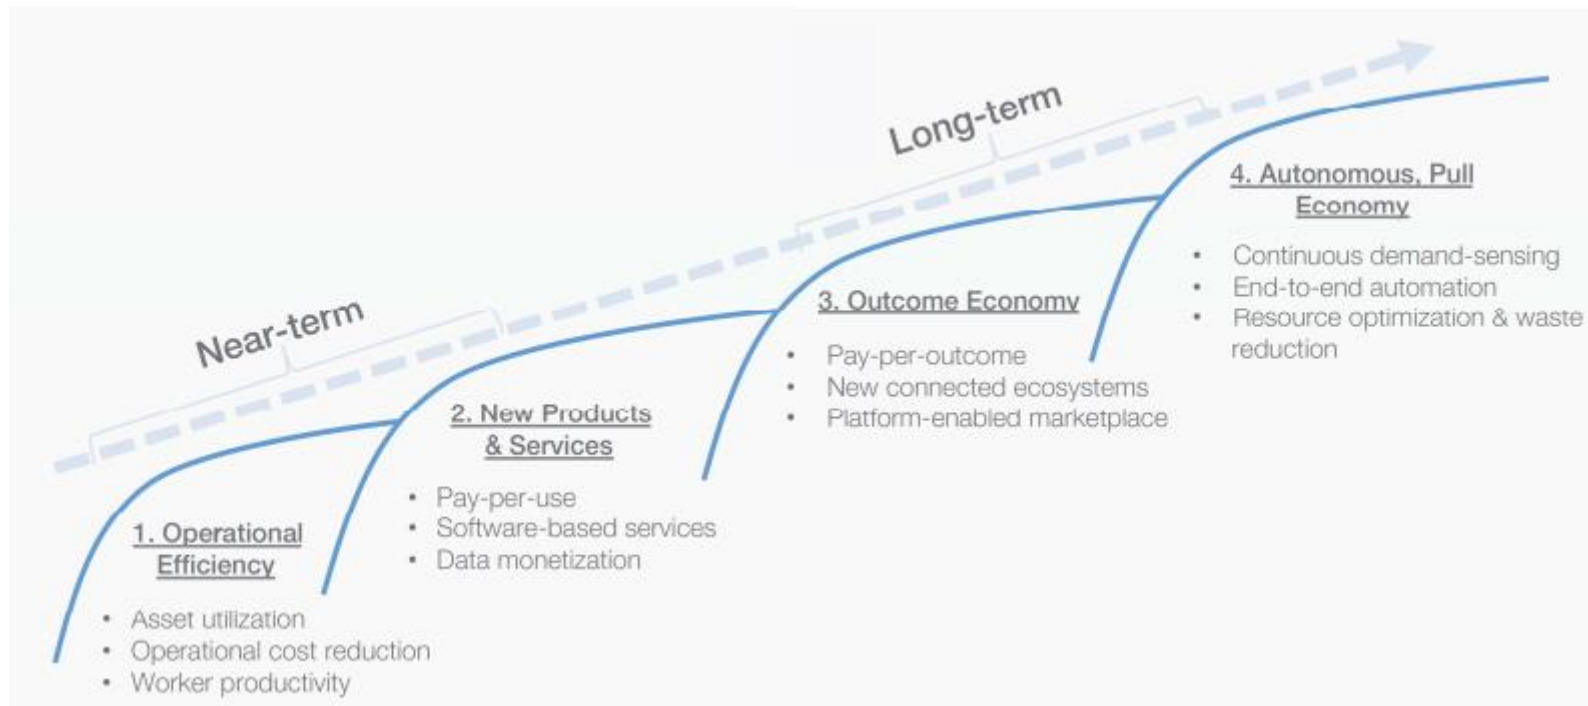 Near-term
Long-term
1. Operational
Efficiency
• Asset utilization
• Operational cost reduction
• Worker productivity
2. New Products
& Services
• Pay-per-use
• Software-based services
• Data monetization
3. Outcome Economy
• Pay-per-outcome
• New connected ecosystems
• Platform-enabled marketplace
4. Autonomous, Pull
Economy
• Continuous demand-sensing
• End-to-end automation
• Resource optimization & waste
reduction